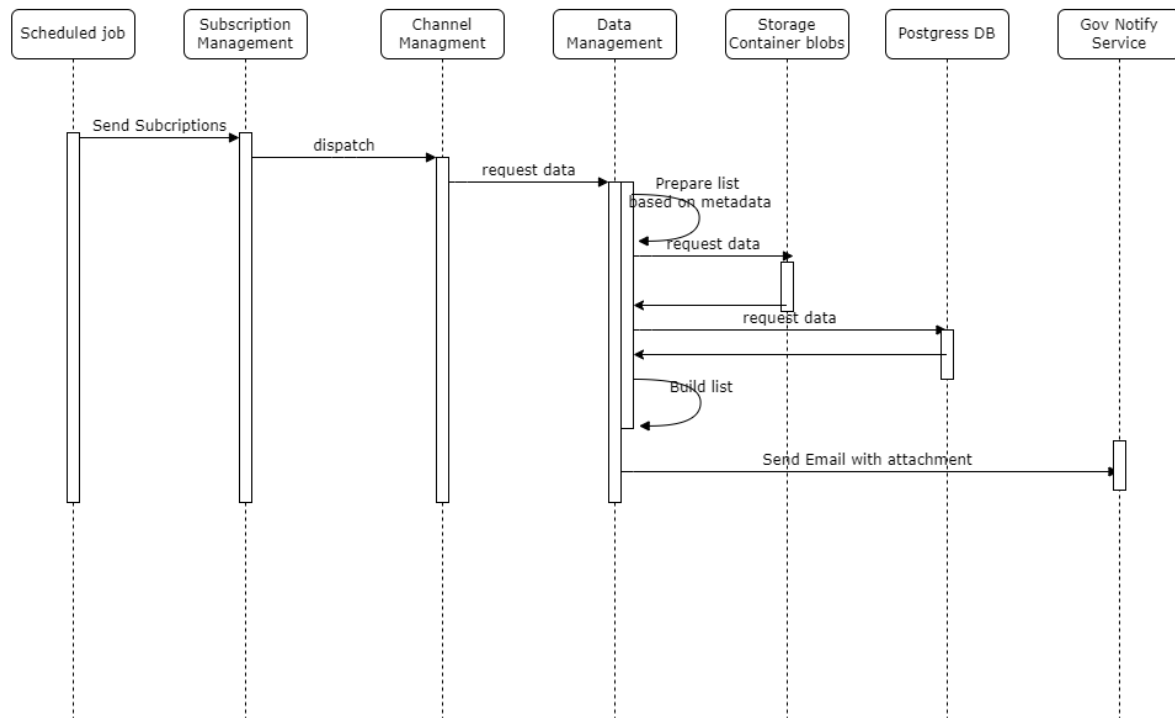 Scheduled job
Subscription
Management
Channel
Managment
Data
Management
Storage
Container blobs
Postgress DB
Gov Notify
Service
Send Subcriptions
dispatch
request data
Prepare list
based on metadata
request data
request data
Build list
Send Email with attachment